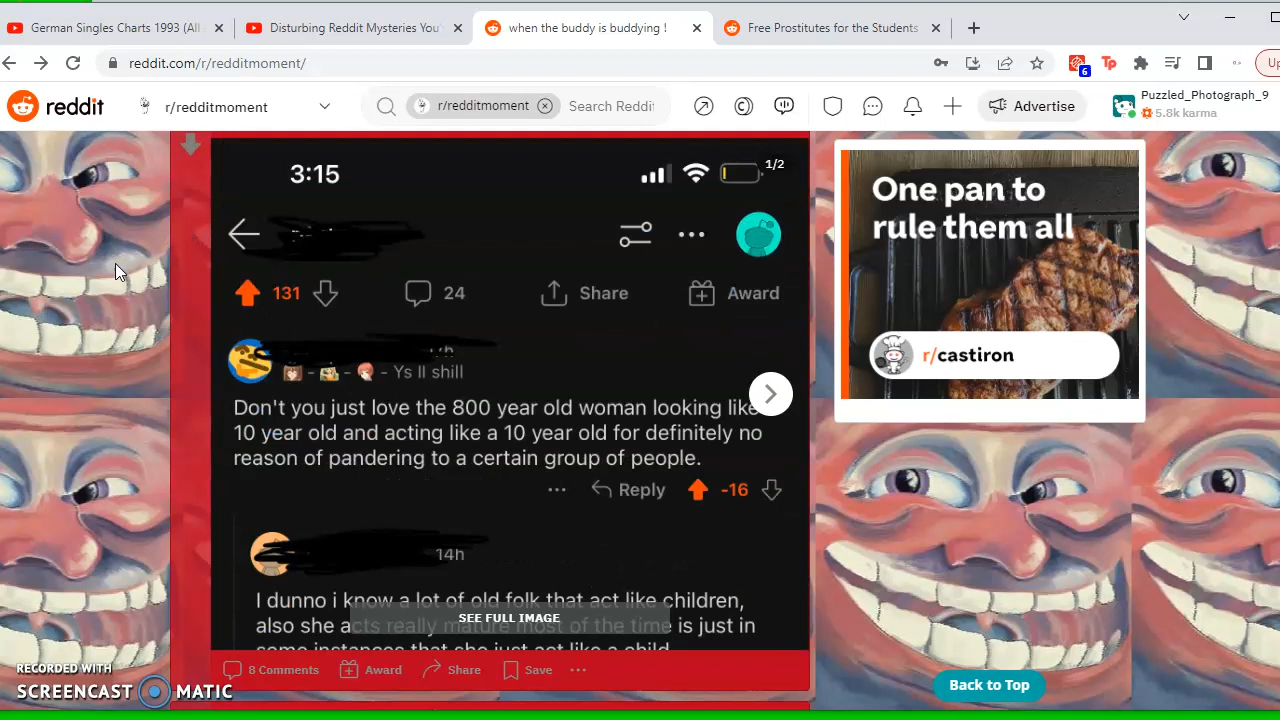 German Singles Charts 1993 (All
Disturbing Reddit Mysteries You
when the buddy is buddying !
Free Prostitutes for the Students
6
Tp
Up
reddit.com/r/redditmoment/
reddit
r/redditmoment
r/redditmoment
Search Reddit
Advertise
Puzzled_Photograph_9
5.8k karma
3:15
1/2
131
24
Share
Award
- Ys II shill
Don't you just love the 800 year old woman looking like
10 year old and acting like a 10 year old for definitely no
reason of pandering to a certain group of people.
Reply
-16
14h
I dunno i know a lot of old folk that act like children,
also she acts really mature most of the time is just in
some instances that she just act like a child
SEE FULL IMAGE
8 Comments
Award
Share
Save
One pan to
rule them all
r/castiron
Back to Top
RECORDED WITH
SCREENCAST MATIC